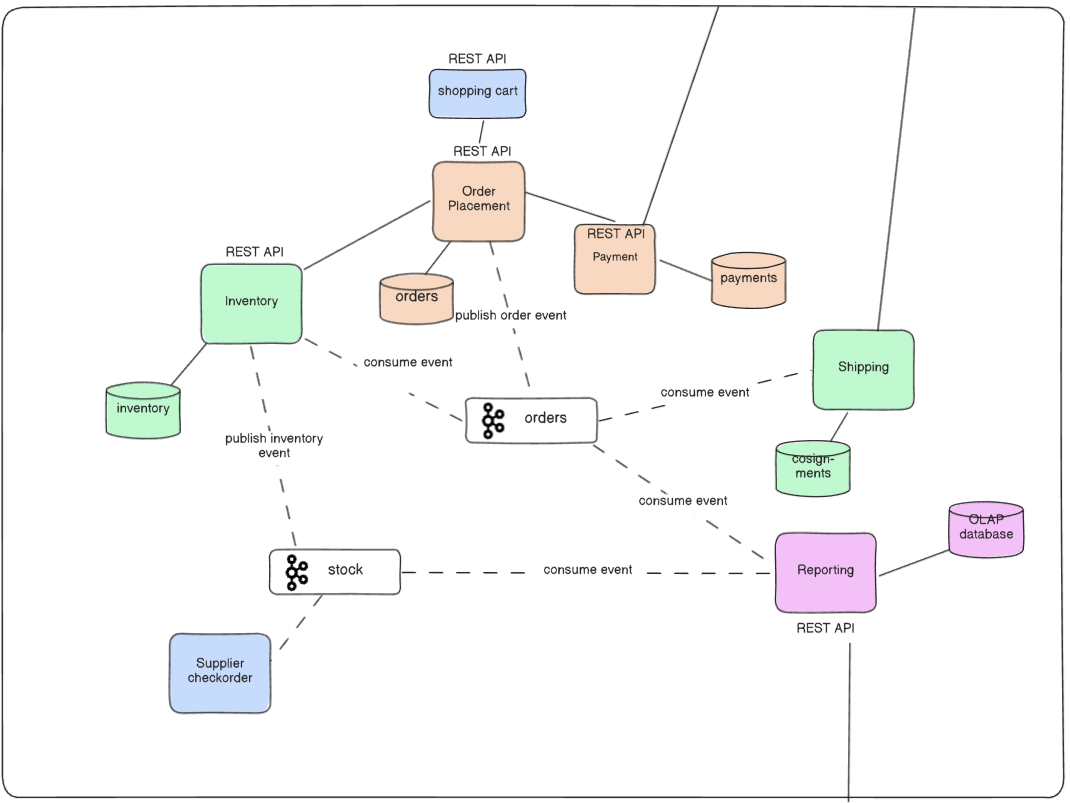 REST API
shopping cart
REST API
Order
Placement
REST API
Payment
payments
orders
publish order event
REST API
Inventory
inventory
consume event
orders
consume event
Shipping
cosign-
ments
publish inventory
event
consume event
OLAP
database
stock
consume event
Reporting
REST API
Supplier
checkorder